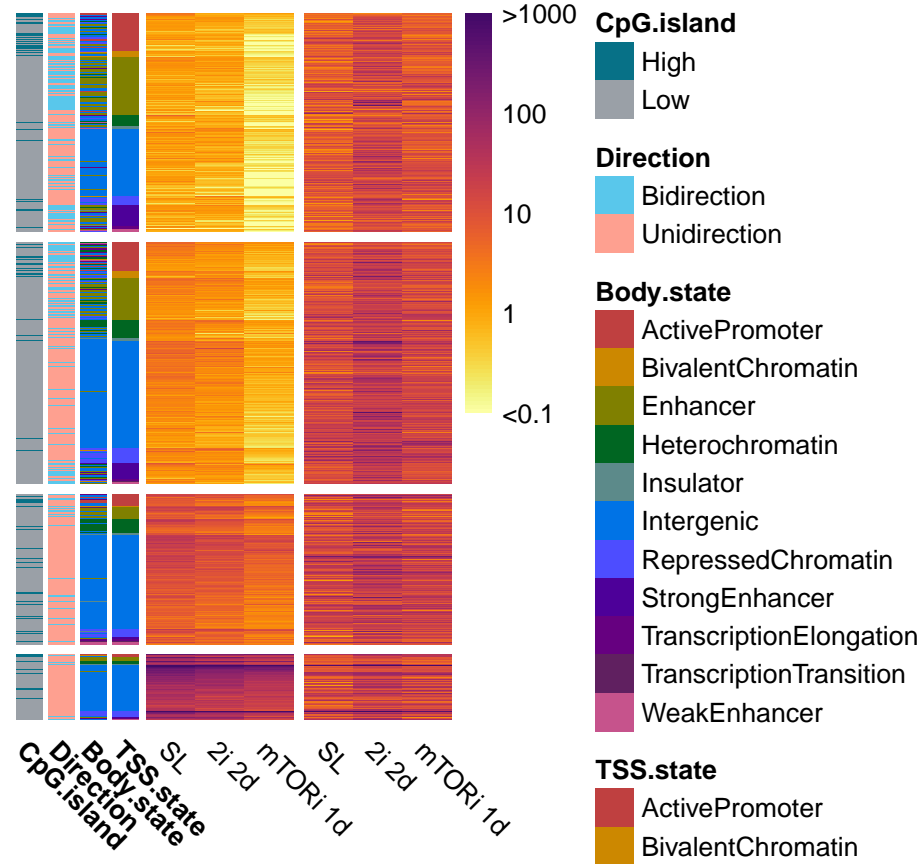 >1000
100
10
1
<0.1
CpG.island
Direction
Body.state
TSS.state
SL
2i 2d
mTORi 1d
SL
2i 2d
mTORi 1d
CpG.island
High
Low
Direction
Bidirection
Unidirection
Body.state
ActivePromoter
BivalentChromatin
Enhancer
Heterochromatin
Insulator
Intergenic
RepressedChromatin
StrongEnhancer
TranscriptionElongation
TranscriptionTransition
WeakEnhancer
TSS.state
ActivePromoter
BivalentChromatin